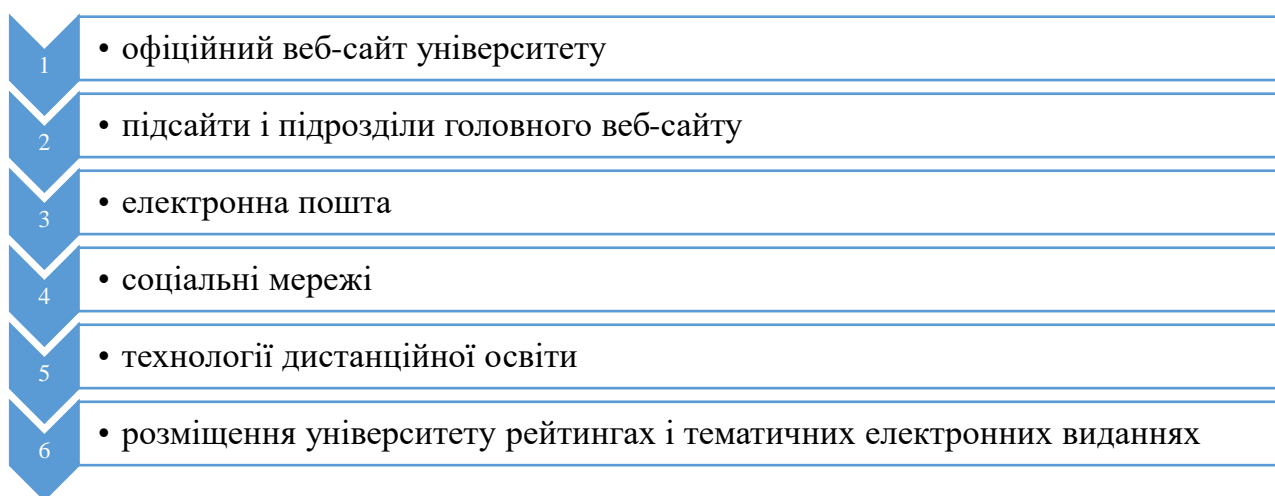 1 • офіційний веб-сайт університету
2 • підсайти і підрозділи головного веб-сайту
3 • електронна пошта
4 • соціальні мережі
5 • технології дистанційної освіти
6 • розміщення університету рейтингах і тематичних електронних виданнях